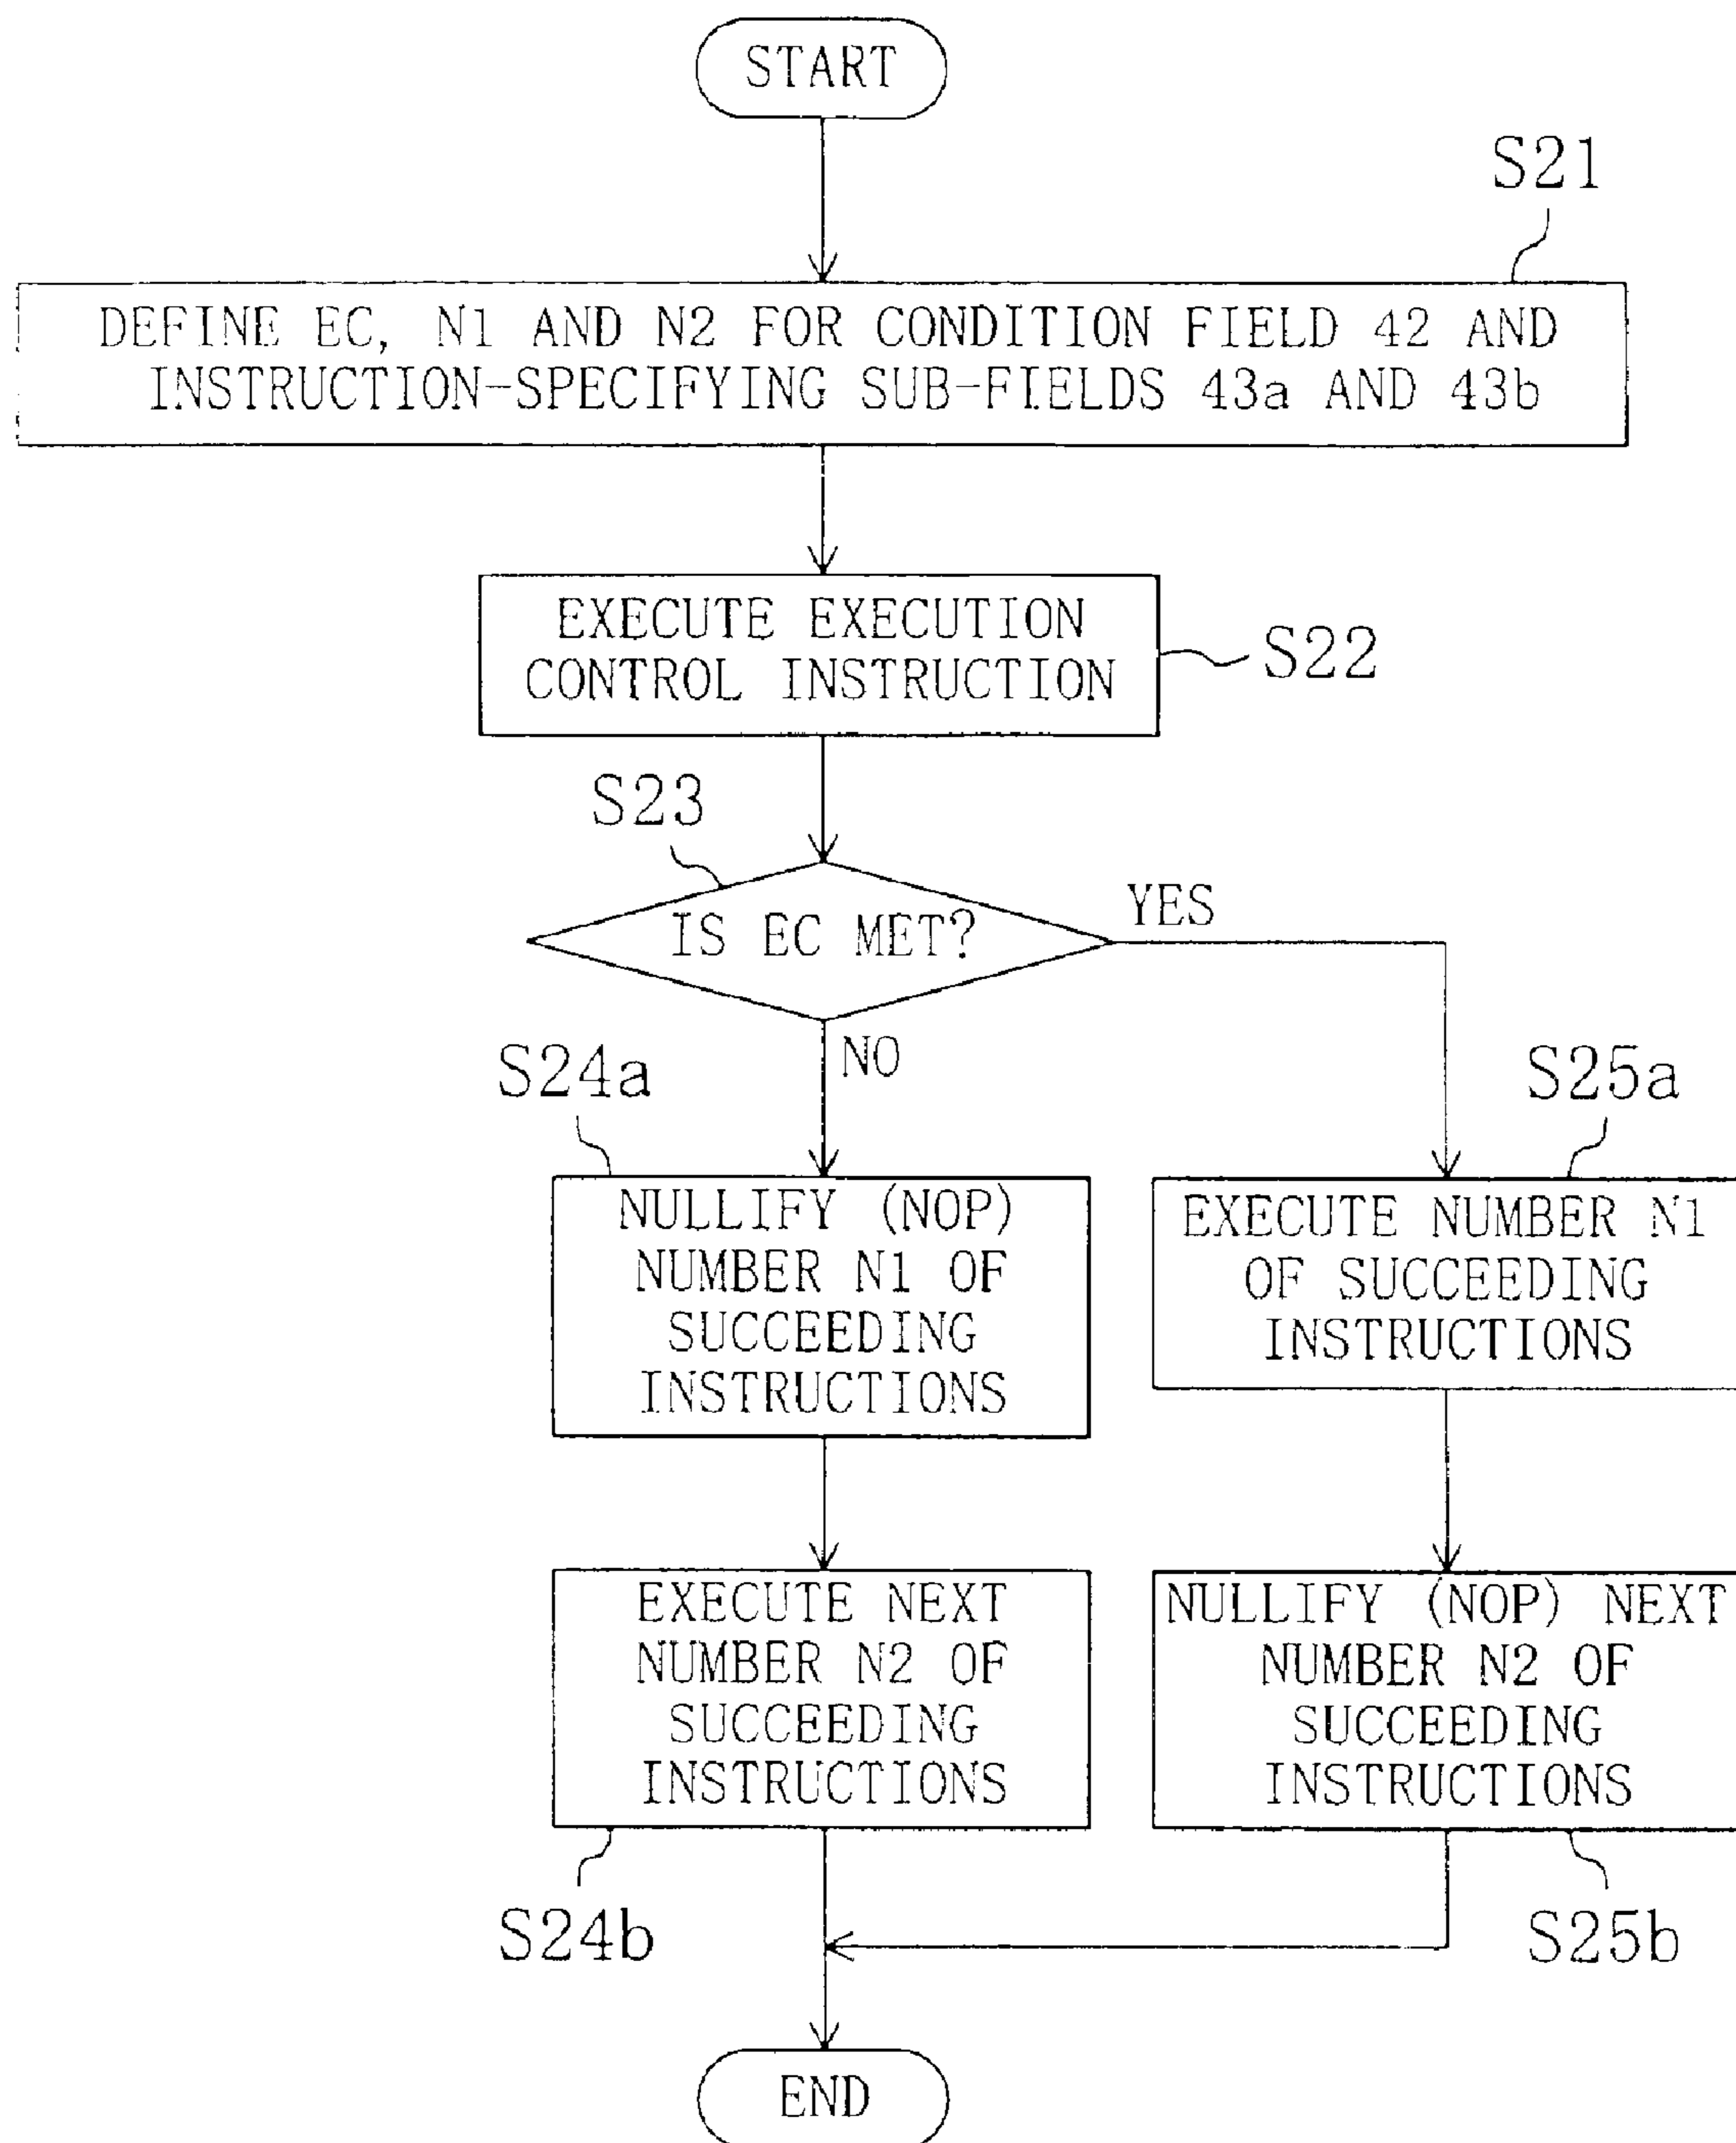 START
S21
DEFINE EC, N1 AND N2 FOR CONDITION FIELD 42 AND
INSTRUCTION-SPECIFYING SUB-FIELDS 43a AND 43b
EXECUTE EXECUTION
CONTROL INSTRUCTION
S22
S23
IS EC MET?
YES
NO
S24a
NULLIFY (NOP)
NUMBER N1 OF
SUCCEEDING
INSTRUCTIONS
S25a
EXECUTE NUMBER N1
OF SUCCEEDING
INSTRUCTIONS
EXECUTE NEXT
NUMBER N2 OF
SUCCEEDING
INSTRUCTIONS
S24b
NULLIFY (NOP) NEXT
NUMBER N2 OF
SUCCEEDING
INSTRUCTIONS
S25b
END